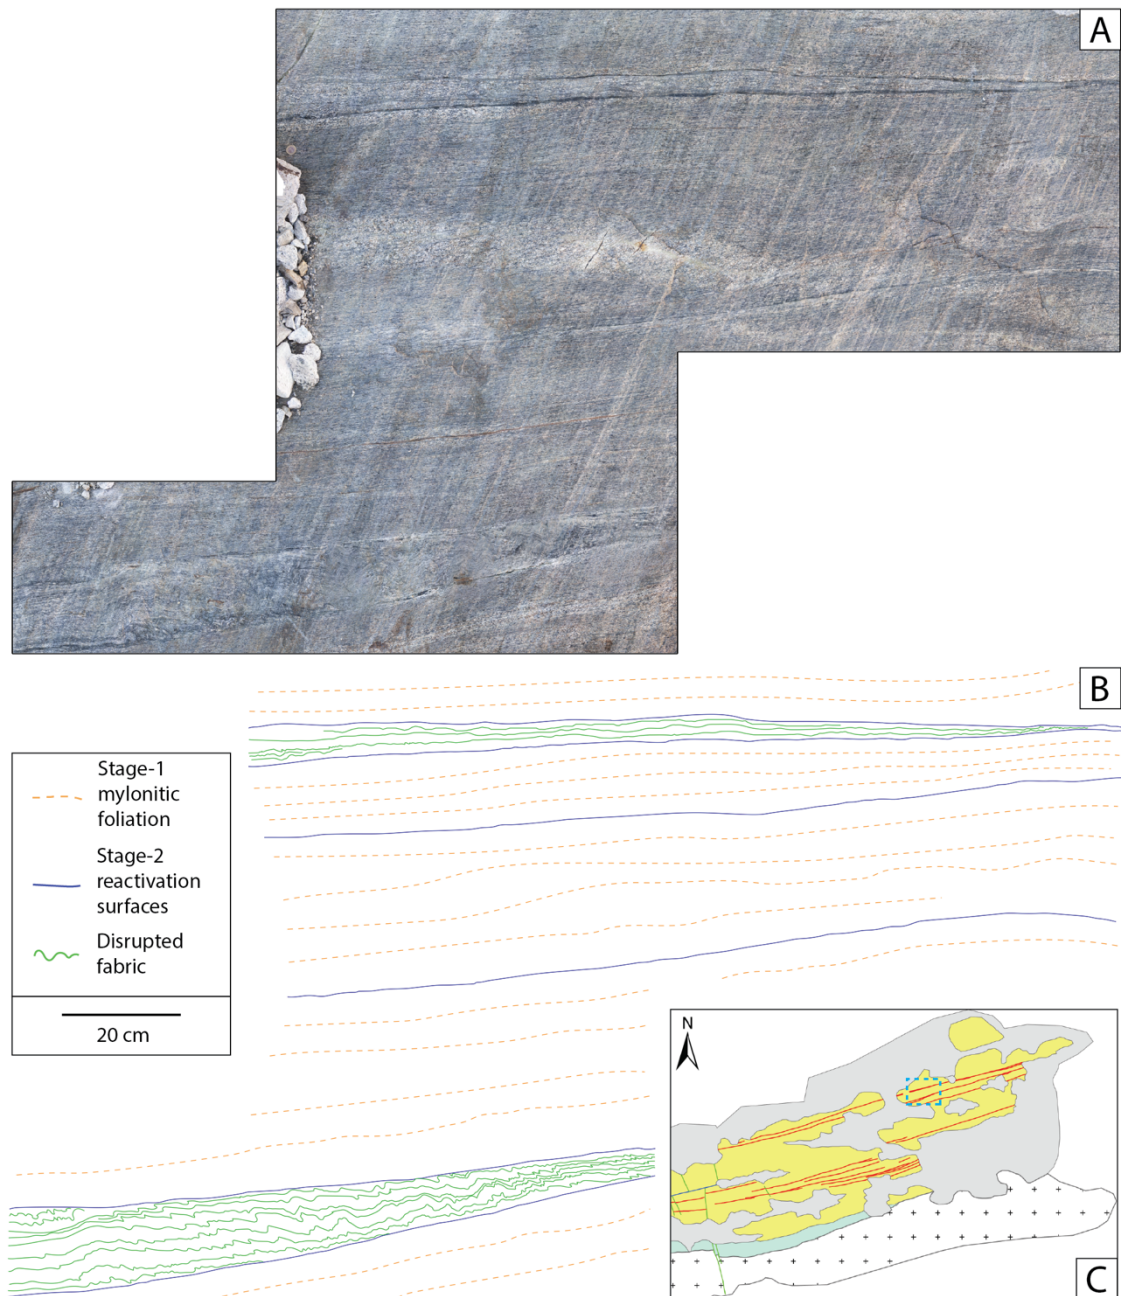 A
B
Stage-1
mylonitic
foliation
Stage-2
reactivation
surfaces
Disrupted
fabric
20 cm
N
C